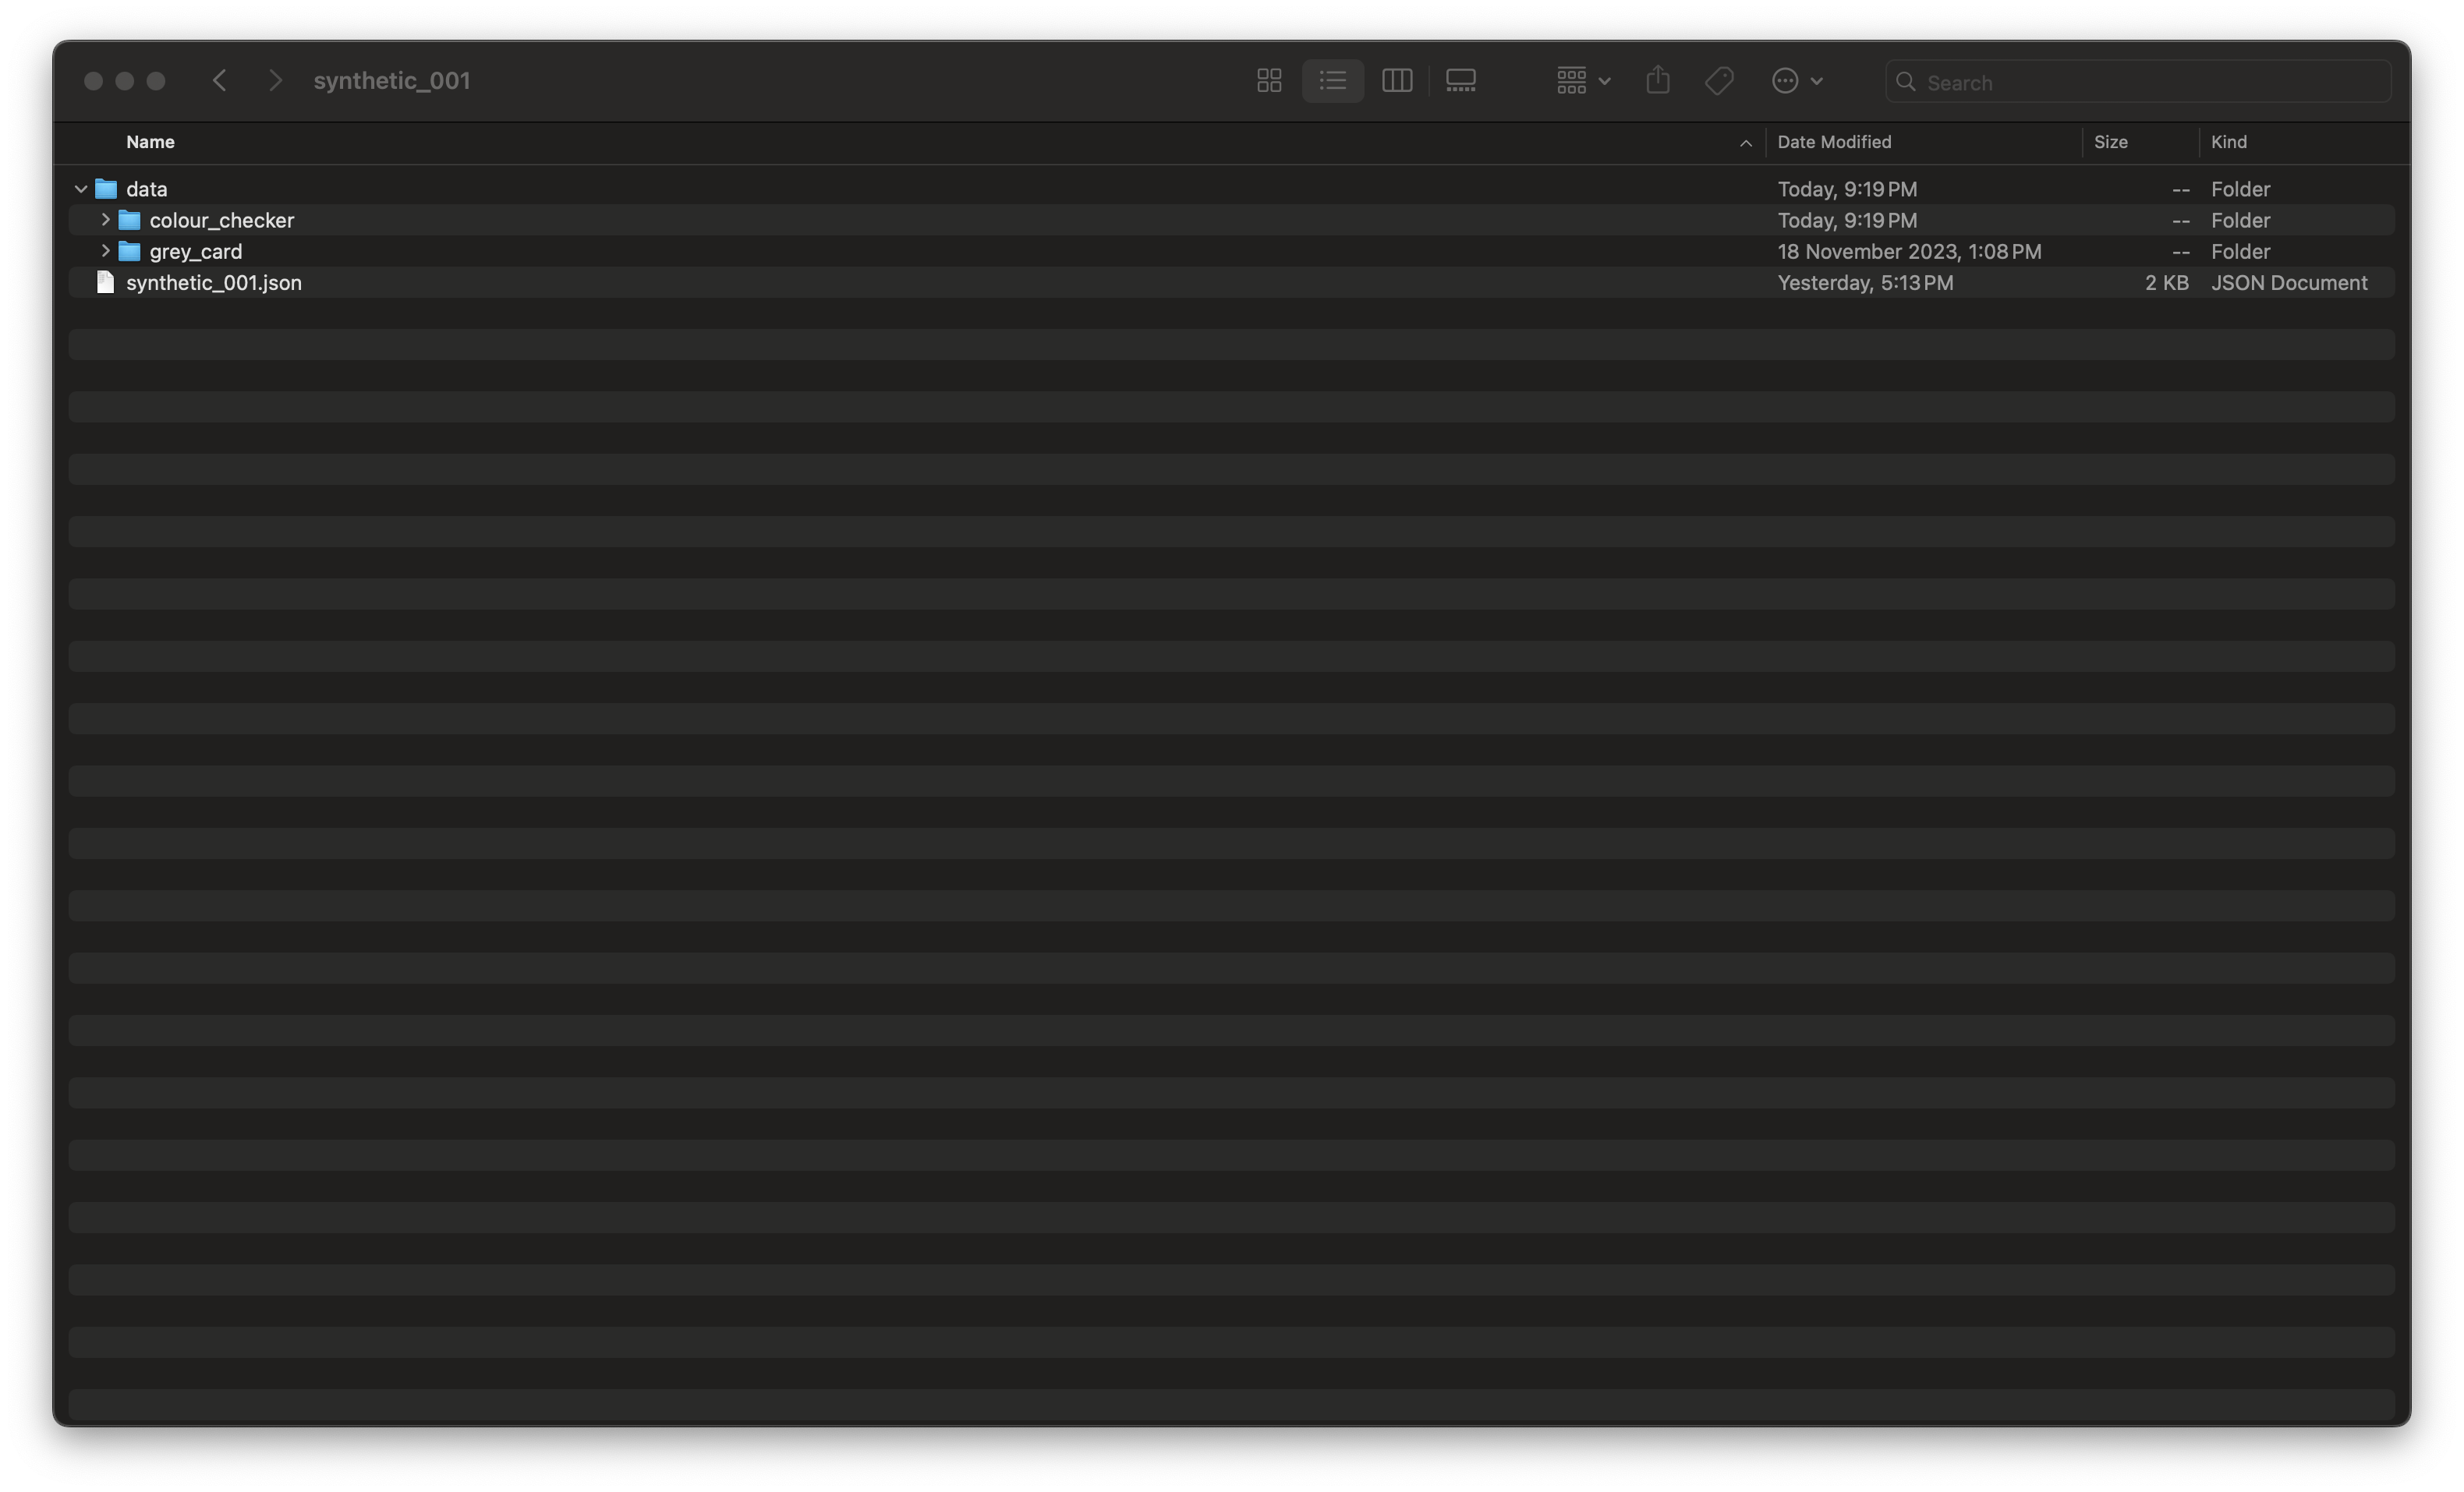 synthetic_001
Search
Name Date Modified Size Kind
data Today, 9:19 PM -- Folder
colour_checker Today, 9:19 PM -- Folder
grey_card 18 November 2023, 1:08 PM -- Folder
synthetic_001.json Yesterday, 5:13 PM 2 KB JSON Document